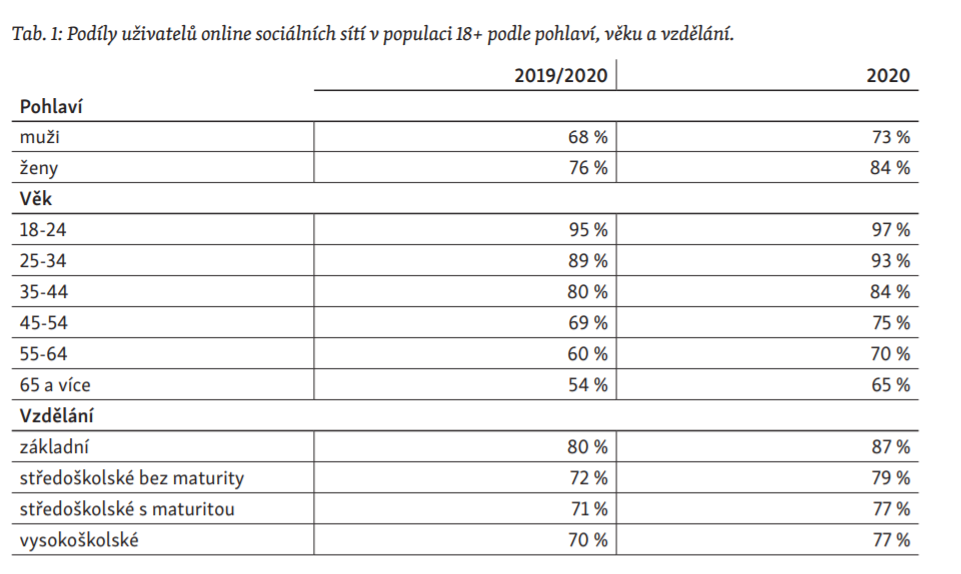 Tab. 1: Podíly uživatelů online sociálních sítí v populaci 18+ podle pohlaví, věku a vzdělání.
2019/2020 2020
Pohlaví
muži 68 % 73 %
ženy 76 % 84 %
Věk
18-24 95 % 97 %
25-34 89 % 93 %
35-44 80 % 84 %
45-54 69 % 75 %
55-64 60 % 70 %
65 a více 54 % 65 %
Vzdělání
základní 80 % 87 %
středoškolské bez maturity 72 % 79 %
středoškolské s maturitou 71 % 77 %
vysokoškolské 70 % 77 %